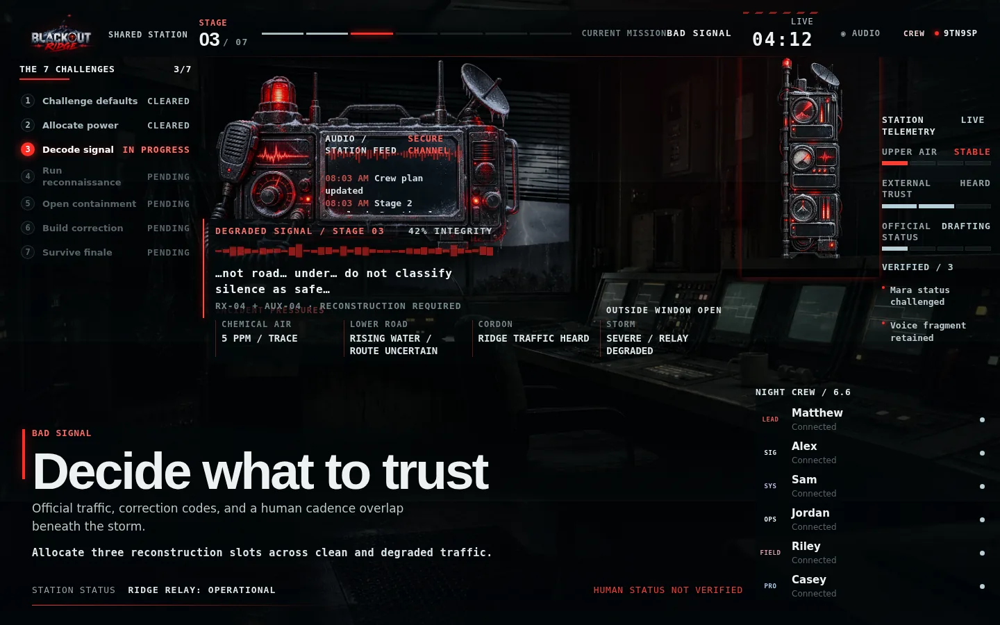 BLACKOUT
RIDGE
SHARED STATION
STAGE
03 / 07
CURRENT MISSION BAD SIGNAL
LIVE
04:12
◉ AUDIO
CREW
9TN9SP
THE 7 CHALLENGES 3/7
1 Challenge defaults CLEARED
2 Allocate power CLEARED
3 Decode signal IN PROGRESS
4 Run reconnaissance PENDING
5 Open containment PENDING
6 Build correction PENDING
7 Survive finale PENDING
AUDIO / SECURE
STATION FEED CHANNEL
08:03 AM Crew plan
updated
08:03 AM Stage 2
DEGRADED SIGNAL / STAGE 03 42% INTEGRITY
…not road… under… do not classify
silence as safe…
RX-04 + AUX-04 · RECONSTRUCTION REQUIRED
INCIDENT PRESSURES
OUTSIDE WINDOW OPEN
CHEMICAL AIR
5 PPM / TRACE
LOWER ROAD
RISING WATER /
ROUTE UNCERTAIN
CORDON
RIDGE TRAFFIC HEARD
STORM
SEVERE / RELAY
DEGRADED
STATION LIVE
TELEMETRY
UPPER AIR STABLE
EXTERNAL HEARD
TRUST
OFFICIAL DRAFTING
STATUS
VERIFIED / 3
Mara status
challenged
Voice fragment
retained
NIGHT CREW / 6.6
LEAD Matthew
Connected
SIG Alex
Connected
SYS Sam
Connected
OPS Jordan
Connected
FIELD Riley
Connected
PRO Casey
Connected
BAD SIGNAL
Decide what to trust
Official traffic, correction codes, and a human cadence overlap
beneath the storm.
Allocate three reconstruction slots across clean and degraded traffic.
STATION STATUS RIDGE RELAY: OPERATIONAL
HUMAN STATUS NOT VERIFIED